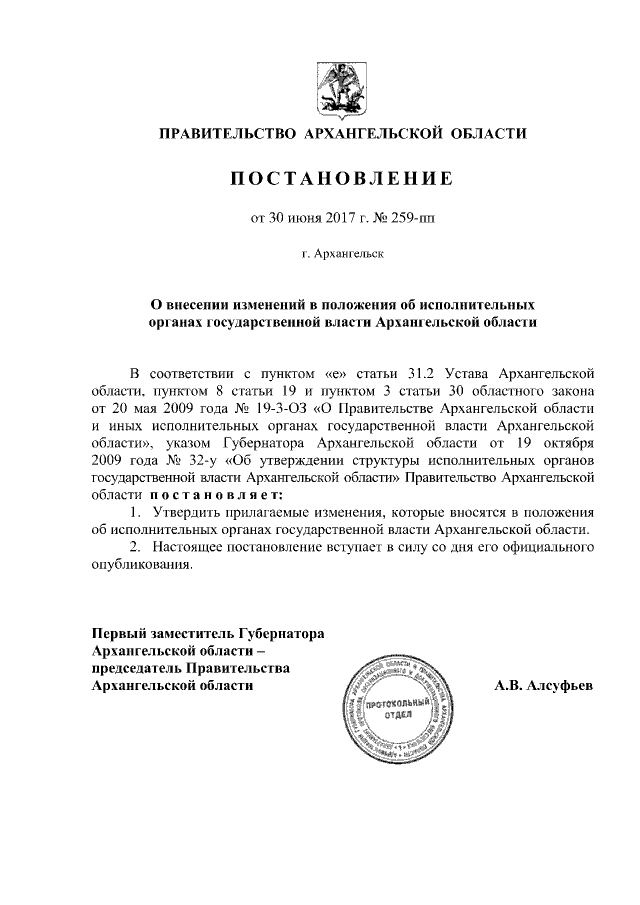 ПРАВИТЕЛЬСТВО АРХАНГЕЛЬСКОЙ ОБЛАСТИ
ПОСТАНОВЛЕНИЕ
от 30 июня 2017 г. № 259-пп
г. Архангельск
О внесении изменений в положения об исполнительных
органах государственной власти Архангельской области
В соответствии с пунктом «е» статьи 31.2 Устава Архангельской
области, пунктом 8 статьи 19 и пунктом 3 статьи 30 областного закона
от 20 мая 2009 года № 19-3-ОЗ «О Правительстве Архангельской области
и иных исполнительных органах государственной власти Архангельской
области», указом Губернатора Архангельской области от 19 октября
2009 года № 32-у «Об утверждении структуры исполнительных органов
государственной власти Архангельской области» Правительство Архангельской
области постановляет:
1. Утвердить прилагаемые изменения, которые вносятся в положения
об исполнительных органах государственной власти Архангельской области.
2. Настоящее постановление вступает в силу со дня его официального
опубликования.
Первый заместитель Губернатора
Архангельской области –
председатель Правительства
Архангельской области
А.В. Алсуфьев
ПРОТОКОЛЬНЫЙ
ОТДЕЛ